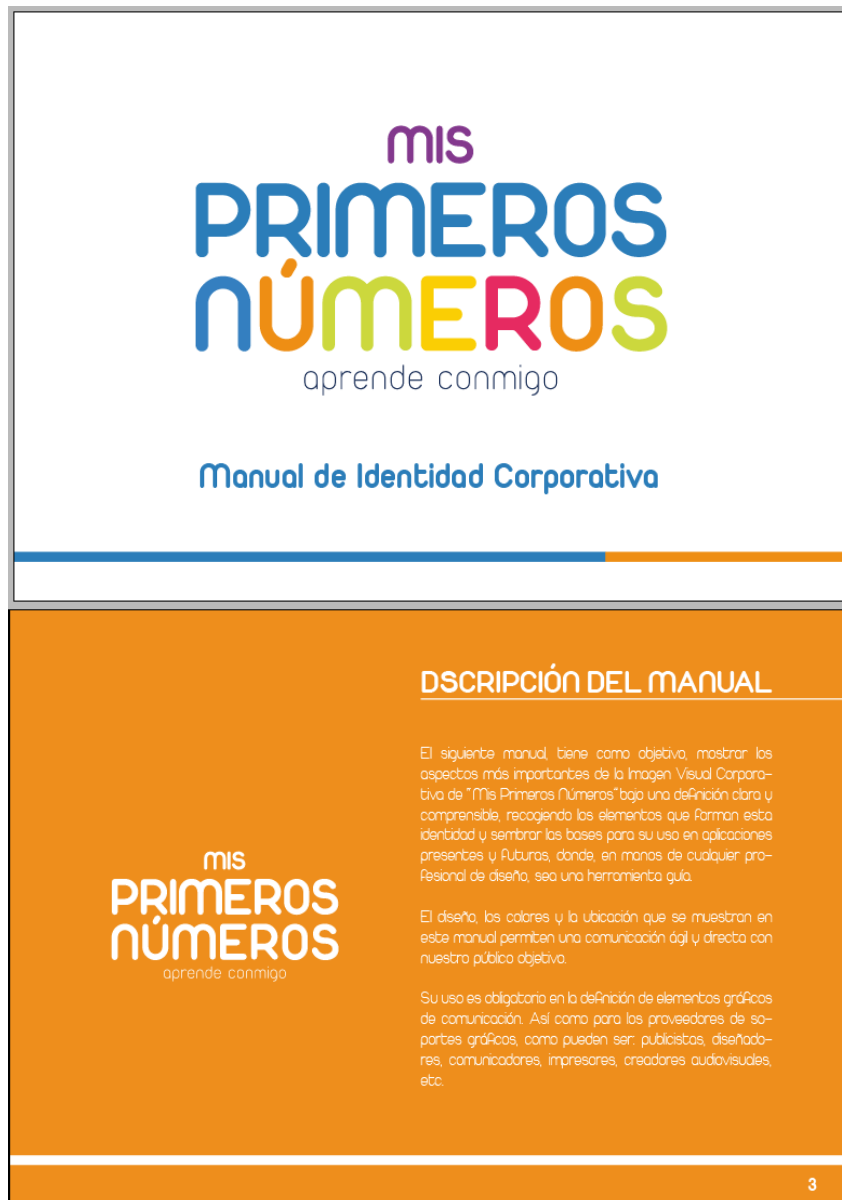 mis
PRIMEROS
NÚMEROS
aprende conmigo
Manual de Identidad Corporativa
DSCRIPCIÓN DEL MANUAL
El siguiente manual, tiene como objetivo, mostrar los
aspectos más importantes de la Imagen Visual Corpora-
tiva de "Mis Primeros Números" bajo una definición clara y
comprensible, recogiendo los elementos que forman esta
identidad y sembrar las bases para su uso en aplicaciones
presentes y futuras, donde, en manos de cualquier pro-
fesional de diseño, sea una herramienta guía.
El diseño, los colores y la ubicación que se muestran en
este manual permiten una comunicación ágil y directa con
nuestro público objetivo.
Su uso es obligatorio en la definición de elementos gráficos
de comunicación. Así como para los proveedores de so-
portes gráficos, como pueden ser: publicistas, diseñado-
res, comunicadores, impresores, creadores audiovisuales,
etc.
mis
PRIMEROS
NÚMEROS
aprende conmigo
3